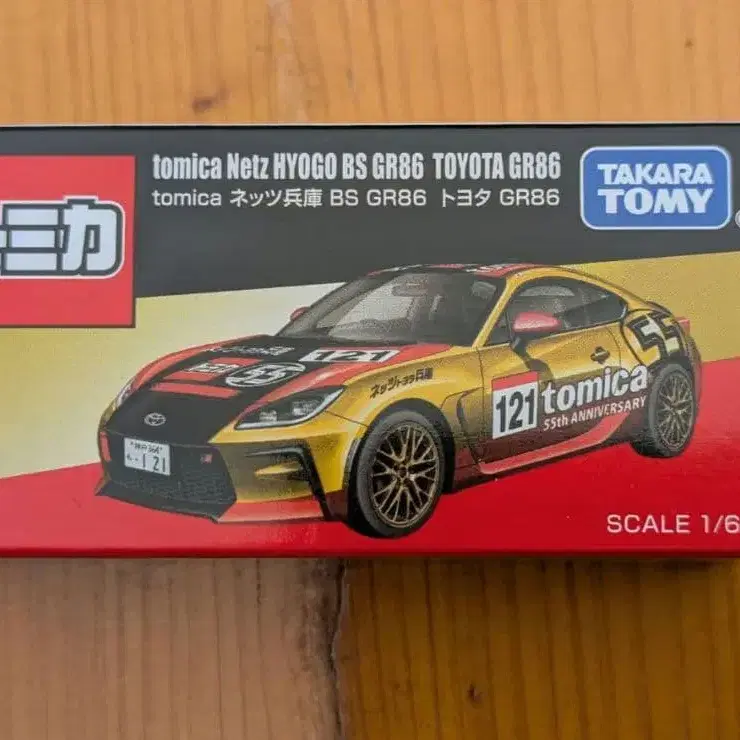 tomica Netz HYOGO BS GR86 TOYOTA GR86
tomica ネッツ兵庫 BS GR86 トヨタ GR86
TAKARA
TOMY
トミカ
121
55
55
ネッツトヨタ兵庫
121
tomica
55th ANNIVERSARY
・121
SCALE 1/6